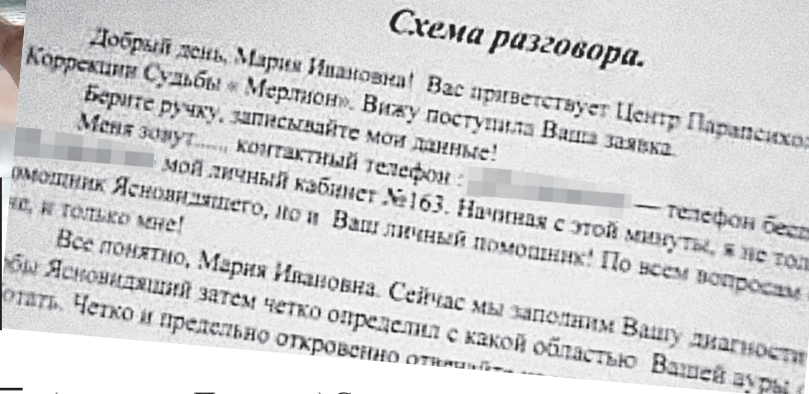 Схема разговора.
Добрый день, Мария Ивановна! Вас приветствует Центр Парапсихо
Коррекции Судьбы « Мерлион». Вижу поступила Ваша заявка.
Берите ручку, записывайте мои данные!
Меня зовут....., контактный телефон : — телефон бесп
мой личный кабинет №163. Начиная с этой минуты, я не тол
омощник Ясновидящего, но и Ваш личный помощник! По всем вопросам
не, и только мне!
Все понятно, Мария Ивановна. Сейчас мы заполним Вашу диагности
обы Ясновидящий затем четко определил с какой областью Вашей ауры
отать. Четко и предельно откровенно отвечайте